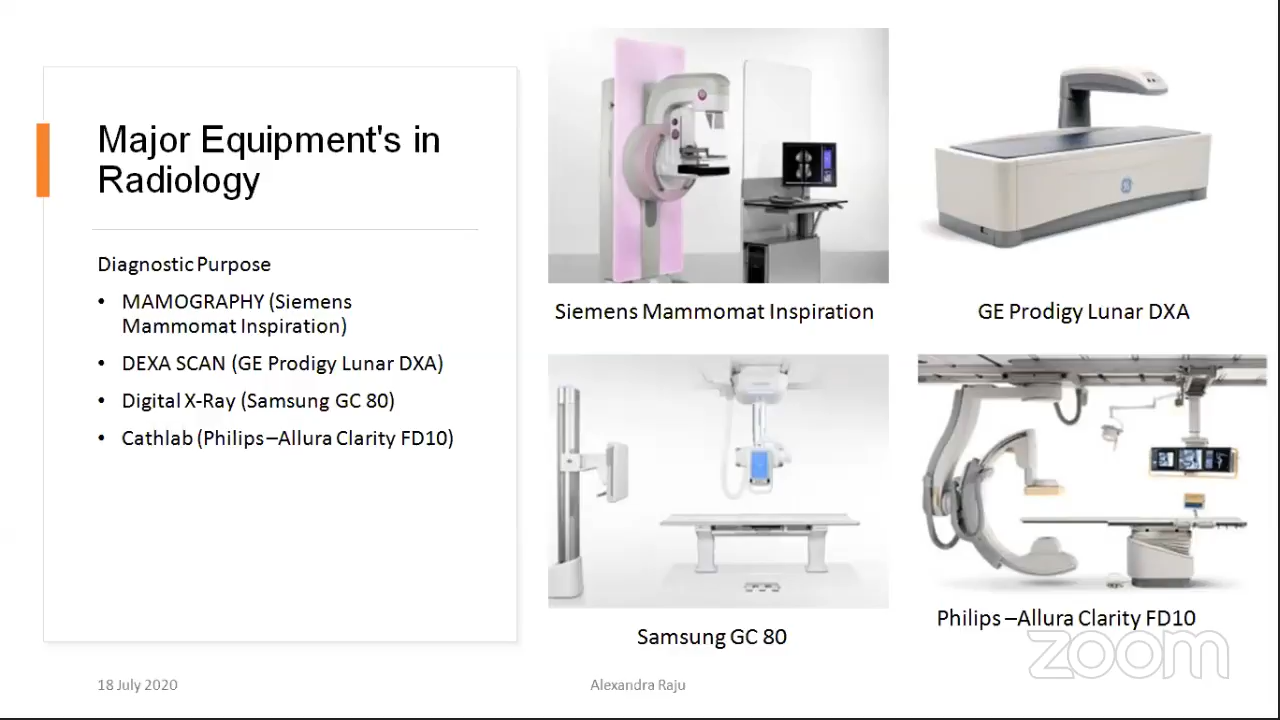 Major Equipment's in
Radiology
Diagnostic Purpose
• MAMOGRAPHY (Siemens
Mammomat Inspiration)
• DEXA SCAN (GE Prodigy Lunar DXA)
• Digital X-Ray (Samsung GC 80)
• Cathlab (Philips –Allura Clarity FD10)
Siemens Mammomat Inspiration
GE Prodigy Lunar DXA
Samsung GC 80
Philips –Allura Clarity FD10
zoom
18 July 2020
Alexandra Raju